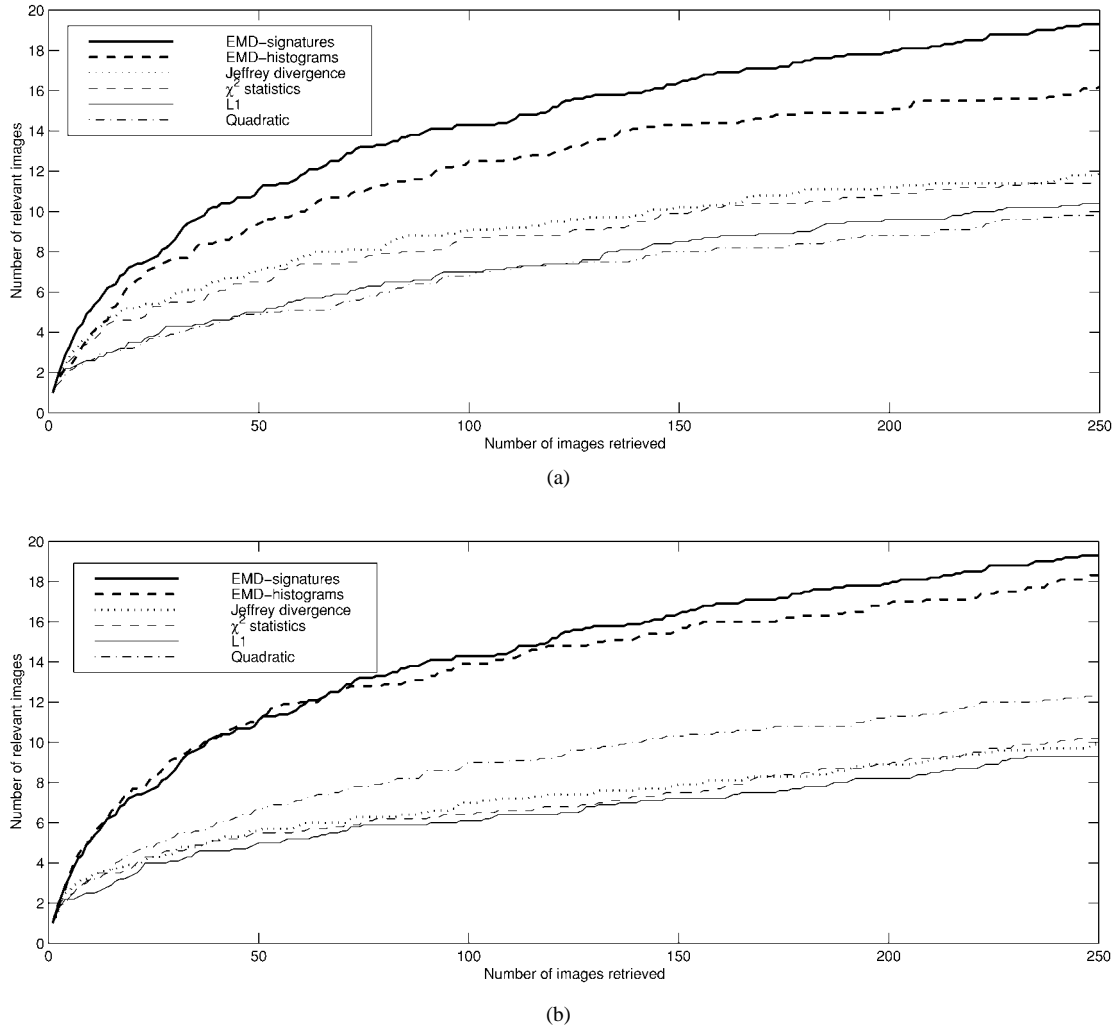 20
18
16
14
12
10
8
6
4
2
0
Number of relevant images
EMD-signatures
EMD-histograms
Jeffrey divergence
χ² statistics
L1
Quadratic
0 50 100 150 200 250
Number of images retrieved
(a)
20
18
16
14
12
10
8
6
4
2
0
Number of relevant images
EMD-signatures
EMD-histograms
Jeffrey divergence
χ² statistics
L1
Quadratic
0 50 100 150 200 250
Number of images retrieved
(b)